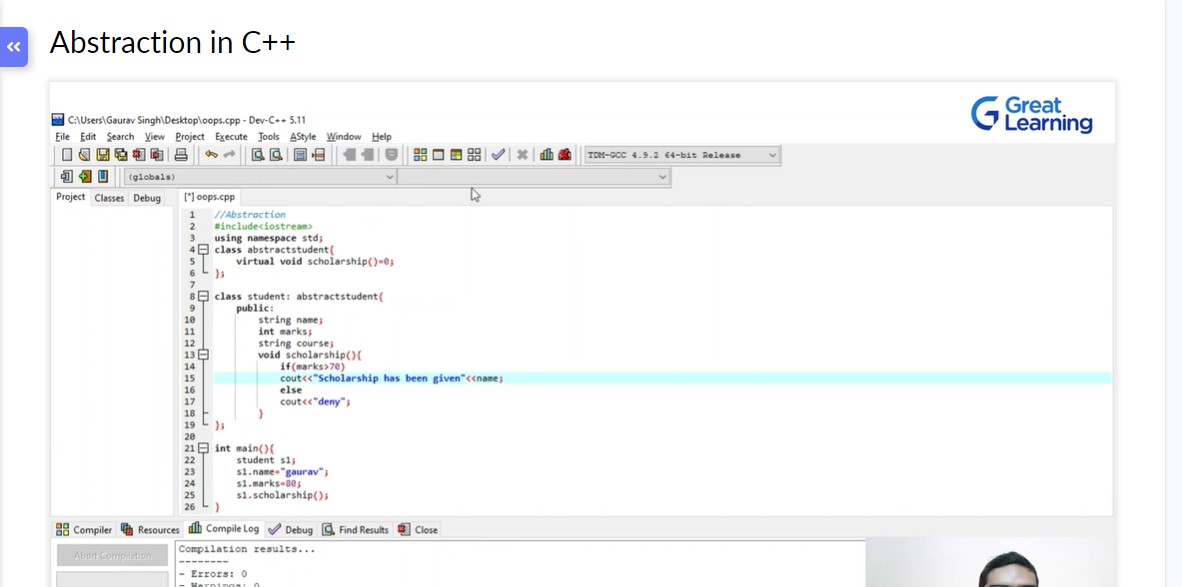 Abstraction in C++
Great
Learning
C:\Users\Gaurav Singh\Desktop\oops.cpp - Dev-C++ 5.11
File Edit Search View Project Execute Tools AStyle Window Help
TDM-GCC 4.9.2 64-bit Release
(globals)
Project Classes Debug [*] oops.cpp
1 //Abstraction
2 #include<iostream>
3 using namespace std;
4 class abstractstudent{
5 virtual void scholarship()=0;
6 };
7
8 class student: abstractstudent{
9 public:
10 string name;
11 int marks;
12 string course;
13 void scholarship(){
14 if(marks>70)
15 cout<<"Scholarship has been given"<<name;
16 else
17 cout<<"deny";
18 }
19 };
20
21 int main(){
22 student s1;
23 s1.name="gaurav";
24 s1.marks=80;
25 s1.scholarship();
26 }
Compiler Resources Compile Log Debug Find Results Close
Abort Compilation
Compilation results...
--------
- Errors: 0
- Warnings: 0